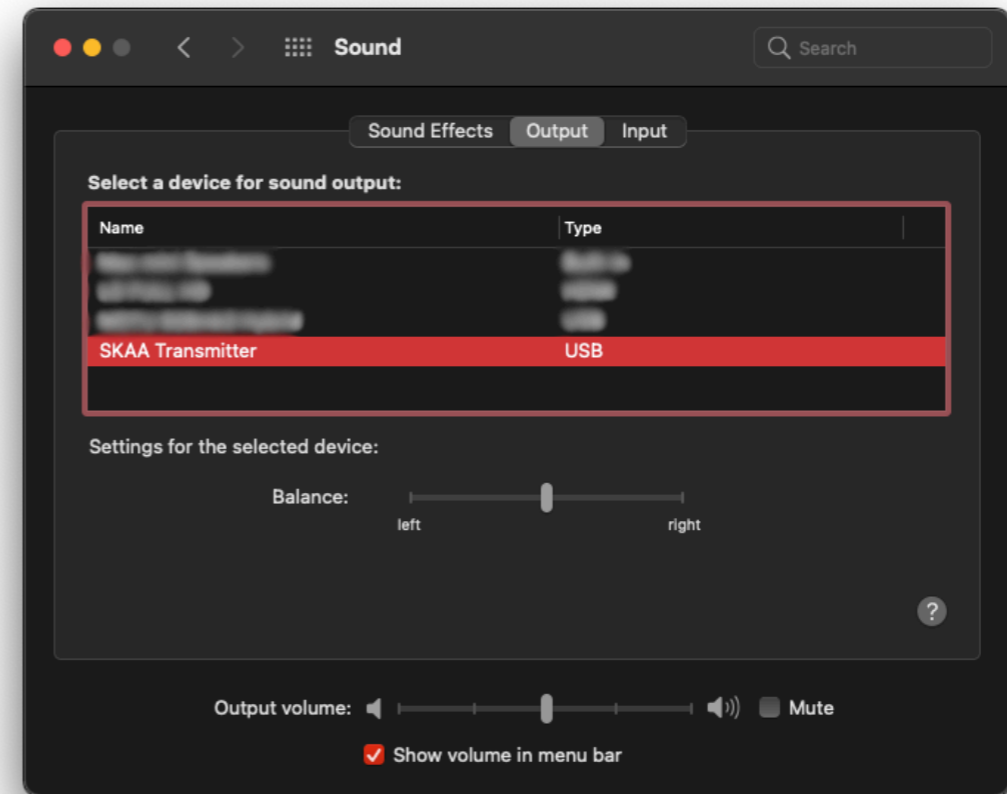 Sound
Search
Sound Effects Output Input
Select a device for sound output:
Name Type
SKAA Transmitter USB
Settings for the selected device:
Balance:
left right
?
Output volume: Mute
Show volume in menu bar